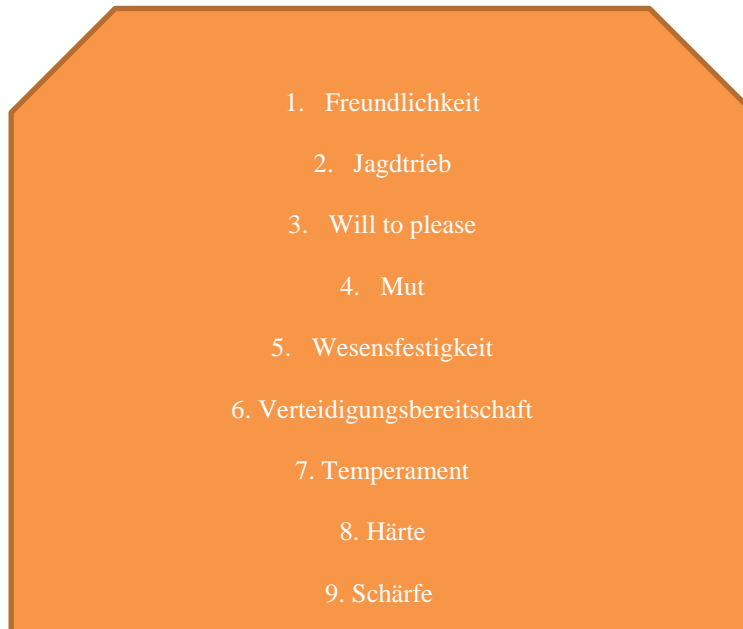 1. Freundlichkeit
2. Jagdtrieb
3. Will to please
4. Mut
5. Wesensfestigkeit
6. Verteidigungsbereitschaft
7. Temperament
8. Härte
9. Schärfe